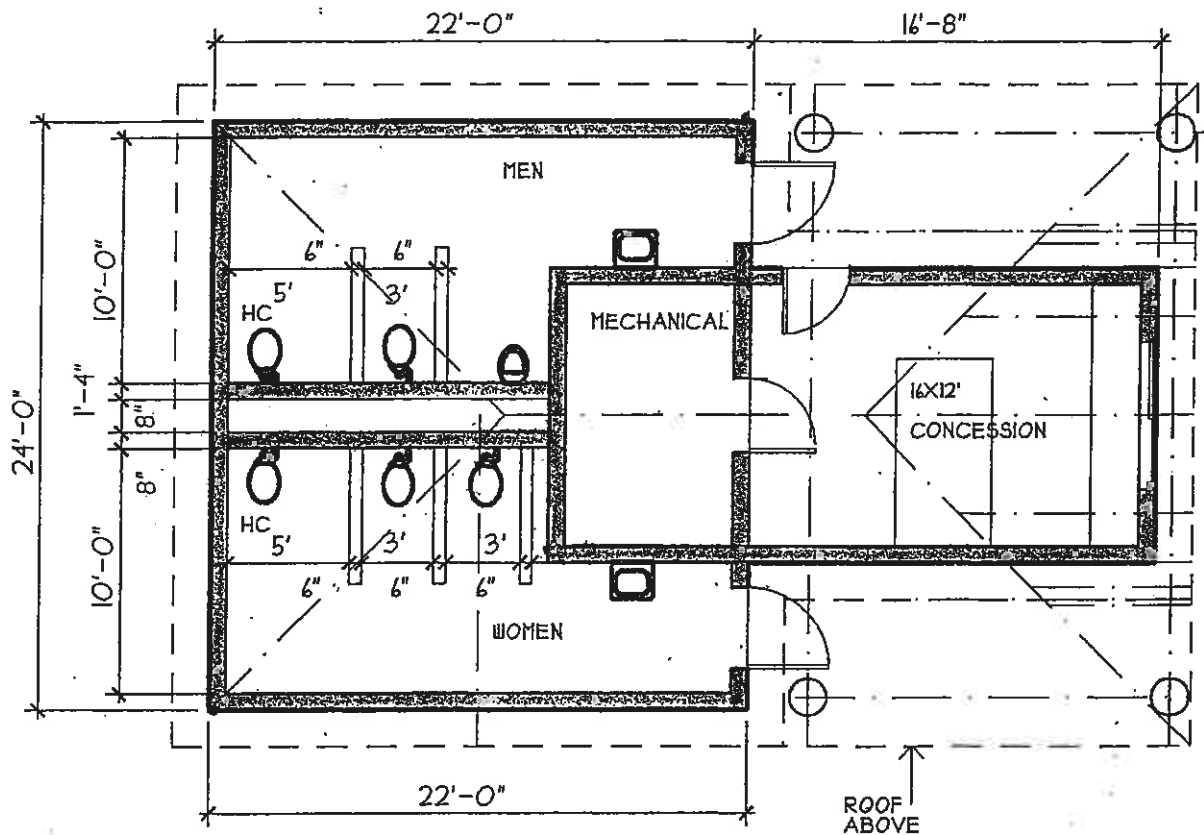 22'-0"
16'-8"
MEN
6"
6"
10'-0"
5'
3'
HC
MECHANICAL
1'-4"
8"
16X12'
CONCESSION
24'-0"
8"
HC
5'
3'
3'
10'-0"
6"
6"
6"
WOMEN
22'-0"
ROOF
ABOVE